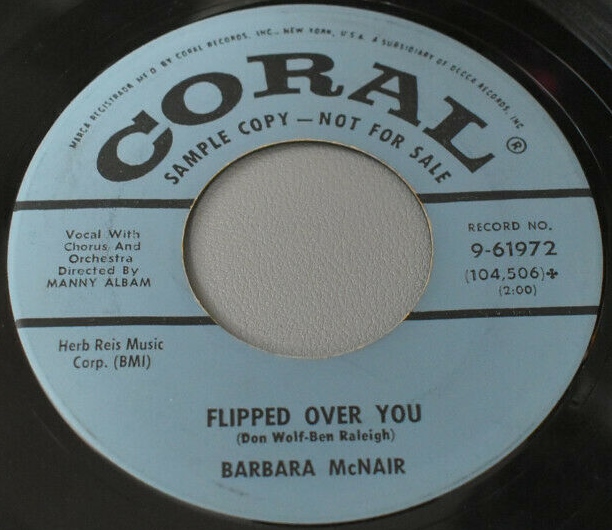 MARCA REGISTRADA MF'D BY CORAL RECORDS, INC., NEW YORK, U.S.A. A SUBSIDIARY OF DECCA RECORDS, INC.
CORAL ®
SAMPLE COPY — NOT FOR SALE
Vocal With
Chorus And
Orchestra
Directed By
MANNY ALBAM
RECORD NO.
9-61972
(104,506)+
(2:00)
Herb Reis Music
Corp. (BMI)
FLIPPED OVER YOU
(Don Wolf-Ben Raleigh)
BARBARA McNAIR